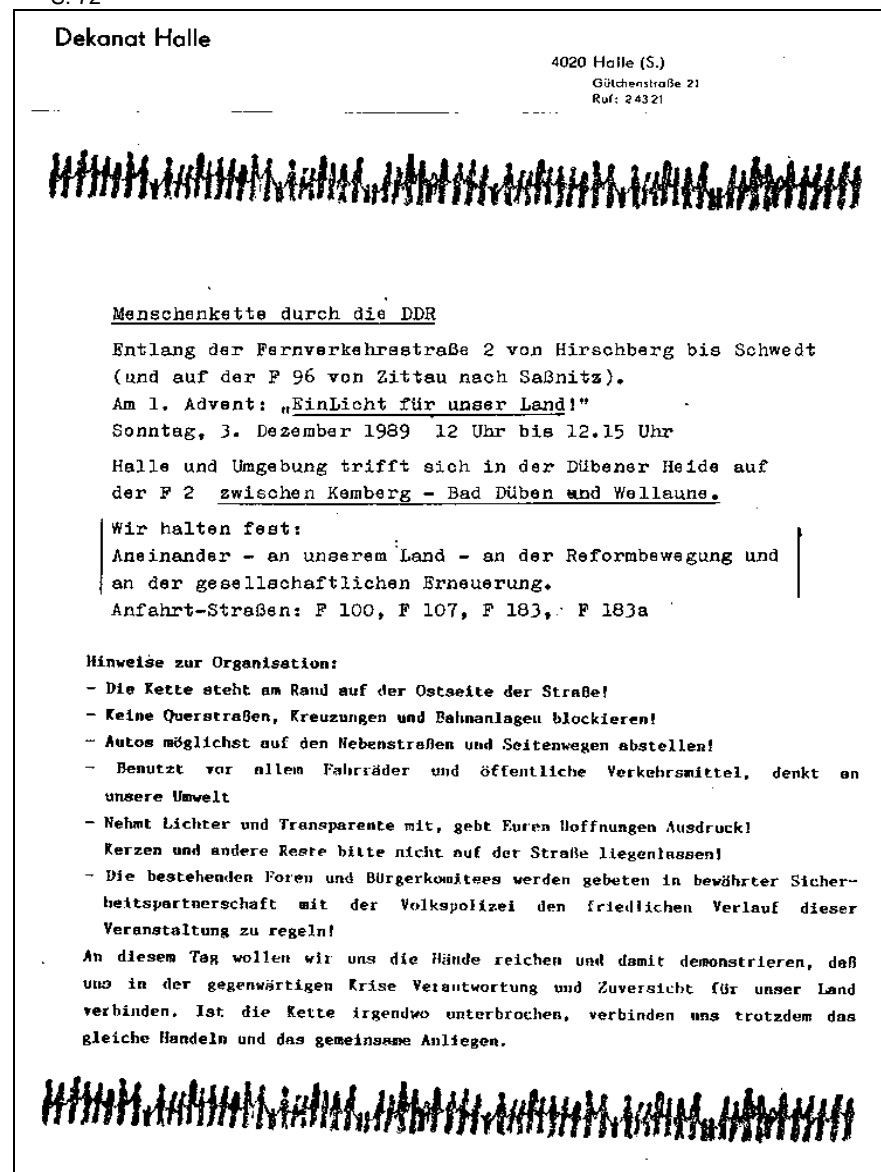 S. 72
Dekanat Halle
4020 Halle (S.)
Gütchenstraße 21
Ruf: 2 43 21
Menschenkette durch die DDR
Entlang der Fernverkehrsstraße 2 von Hirschberg bis Schwedt
(und auf der F 96 von Zittau nach Saßnitz).
Am 1. Advent: „EinLicht für unser Land!"
Sonntag, 3. Dezember 1989 12 Uhr bis 12.15 Uhr
Halle und Umgebung trifft sich in der Dübener Heide auf
der F 2 zwischen Kemberg - Bad Düben und Wellaune.
Wir halten fest:
Aneinander - an unserem Land - an der Reformbewegung und
an der gesellschaftlichen Erneuerung.
Anfahrt-Straßen: F 100, F 107, F 183, F 183a
Hinweise zur Organisation:
- Die Kette steht am Rand auf der Ostseite der Straße!
- Keine Querstraßen, Kreuzungen und Bahnanlagen blockieren!
- Autos möglichst auf den Nebenstraßen und Seitenwegen abstellen!
- Benutzt vor allem Fahrräder und öffentliche Verkehrsmittel, denkt an
unsere Umwelt
- Nehmt Lichter und Transparente mit, gebt Euren Hoffnungen Ausdruck!
Kerzen und andere Reste bitte nicht auf der Straße liegenlassen!
- Die bestehenden Foren und Bürgerkomitees werden gebeten in bewährter Sicher-
heitspartnerschaft mit der Volkspolizei den friedlichen Verlauf dieser
Veranstaltung zu regeln!
An diesem Tag wollen wir uns die Hände reichen und damit demonstrieren, daß
uns in der gegenwärtigen Krise Verantwortung und Zuversicht für unser Land
verbinden. Ist die Kette irgendwo unterbrochen, verbinden uns trotzdem das
gleiche Handeln und das gemeinsame Anliegen.